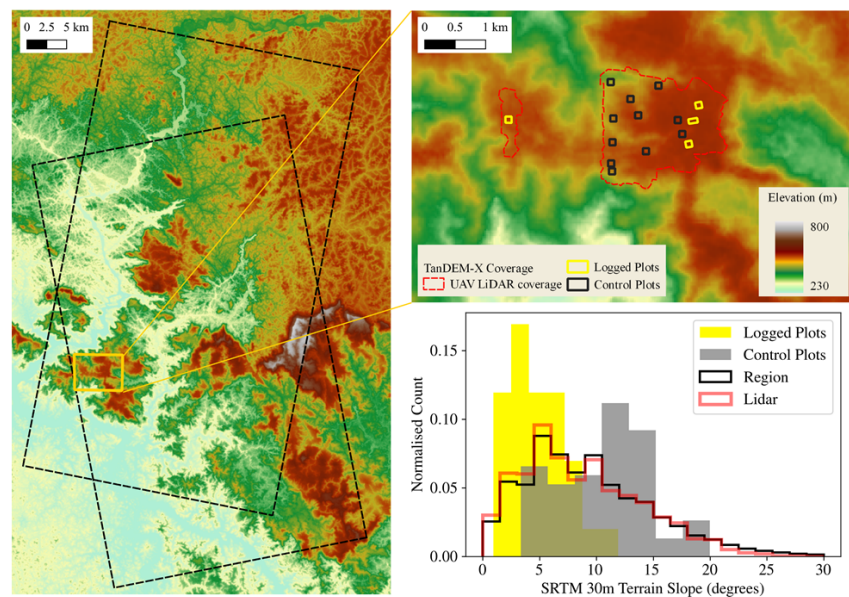 0 2.5 5 km
0 0.5 1 km
Elevation (m)
800
230
TanDEM-X Coverage
UAV LiDAR coverage
Logged Plots
Control Plots
Normalised Count
0.15
0.10
0.05
0.00
Logged Plots
Control Plots
Region
Lidar
0 5 10 15 20 25 30
SRTM 30m Terrain Slope (degrees)